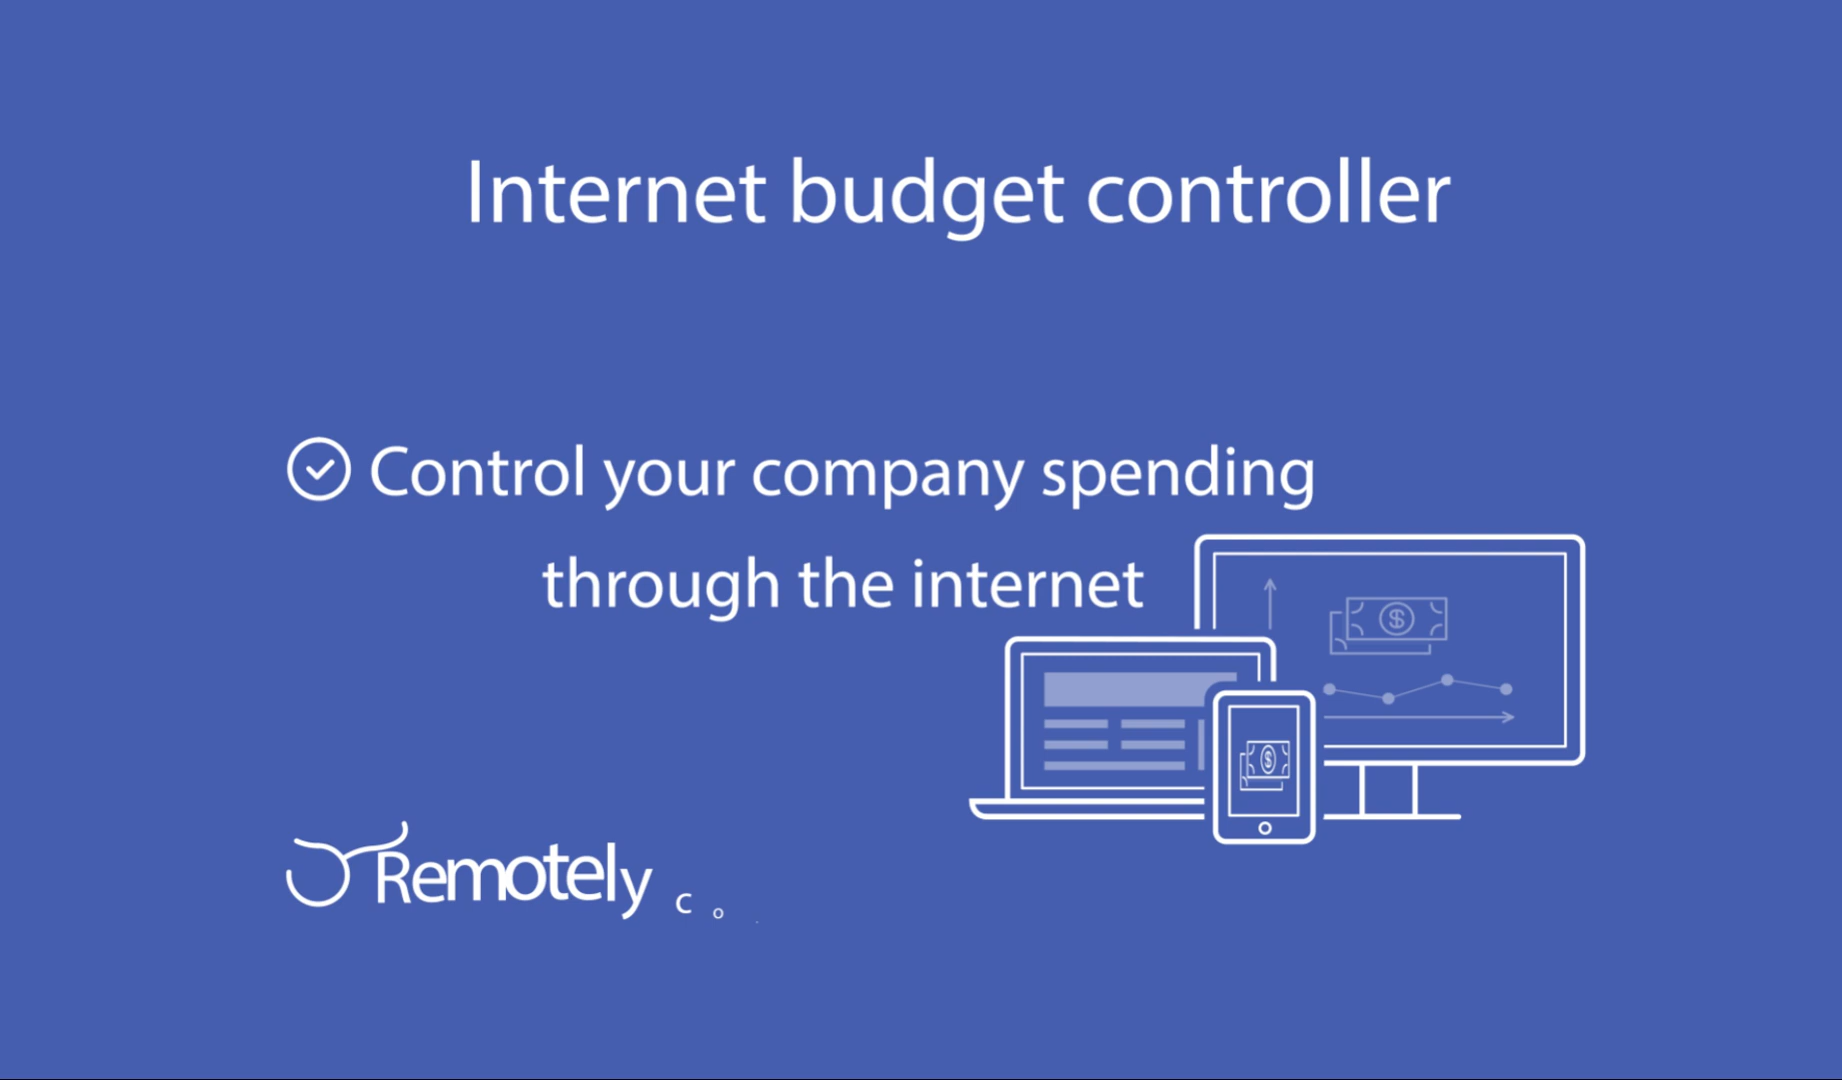 Internet budget controller
Control your company spending
through the internet
$
$
Remotely c o